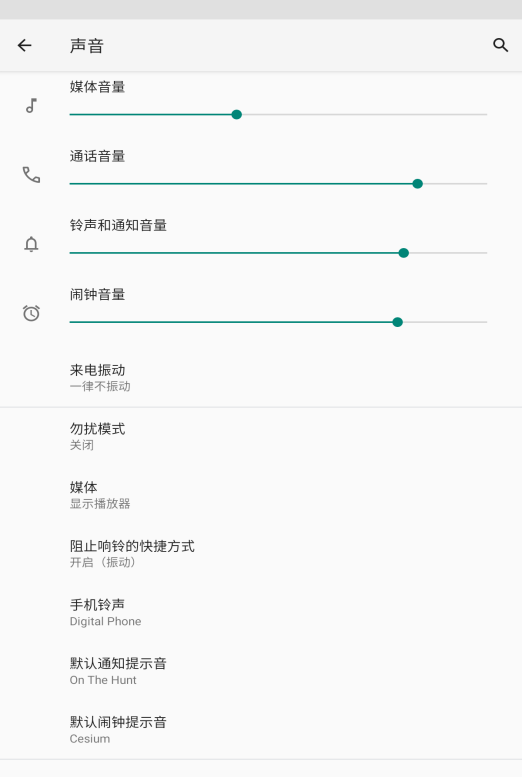 声音
媒体音量
通话音量
铃声和通知音量
闹钟音量
来电振动
一律不振动
勿扰模式
关闭
媒体
显示播放器
阻止响铃的快捷方式
开启（振动）
手机铃声
Digital Phone
默认通知提示音
On The Hunt
默认闹钟提示音
Cesium